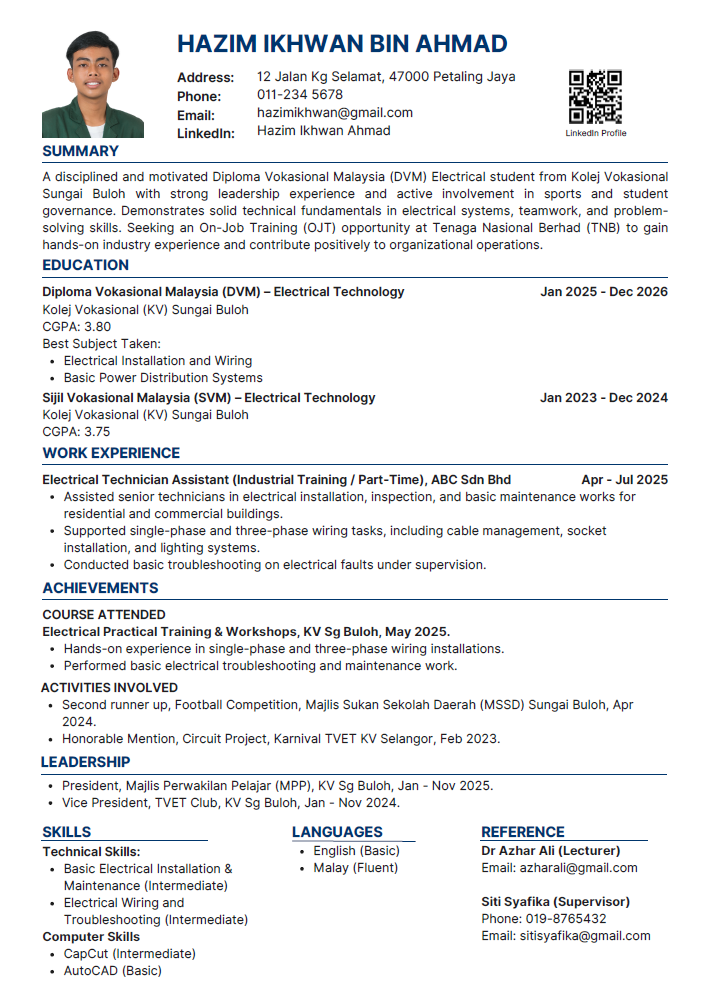 HAZIM IKHWAN BIN AHMAD
Address: 12 Jalan Kg Selamat, 47000 Petaling Jaya
Phone: 011-234 5678
Email: hazimikhwan@gmail.com
LinkedIn: Hazim Ikhwan Ahmad
LinkedIn Profile
SUMMARY
A disciplined and motivated Diploma Vokasional Malaysia (DVM) Electrical student from Kolej Vokasional
Sungai Buloh with strong leadership experience and active involvement in sports and student
governance. Demonstrates solid technical fundamentals in electrical systems, teamwork, and problem-
solving skills. Seeking an On-Job Training (OJT) opportunity at Tenaga Nasional Berhad (TNB) to gain
hands-on industry experience and contribute positively to organizational operations.
EDUCATION
Diploma Vokasional Malaysia (DVM) – Electrical Technology Jan 2025 - Dec 2026
Kolej Vokasional (KV) Sungai Buloh
CGPA: 3.80
Best Subject Taken:
• Electrical Installation and Wiring
• Basic Power Distribution Systems
Sijil Vokasional Malaysia (SVM) – Electrical Technology Jan 2023 - Dec 2024
Kolej Vokasional (KV) Sungai Buloh
CGPA: 3.75
WORK EXPERIENCE
Electrical Technician Assistant (Industrial Training / Part-Time), ABC Sdn Bhd Apr - Jul 2025
• Assisted senior technicians in electrical installation, inspection, and basic maintenance works for
residential and commercial buildings.
• Supported single-phase and three-phase wiring tasks, including cable management, socket
installation, and lighting systems.
• Conducted basic troubleshooting on electrical faults under supervision.
ACHIEVEMENTS
COURSE ATTENDED
Electrical Practical Training & Workshops, KV Sg Buloh, May 2025.
• Hands-on experience in single-phase and three-phase wiring installations.
• Performed basic electrical troubleshooting and maintenance work.
ACTIVITIES INVOLVED
• Second runner up, Football Competition, Majlis Sukan Sekolah Daerah (MSSD) Sungai Buloh, Apr
2024.
• Honorable Mention, Circuit Project, Karnival TVET KV Selangor, Feb 2023.
LEADERSHIP
• President, Majlis Perwakilan Pelajar (MPP), KV Sg Buloh, Jan - Nov 2025.
• Vice President, TVET Club, KV Sg Buloh, Jan - Nov 2024.
SKILLS
Technical Skills:
• Basic Electrical Installation &
Maintenance (Intermediate)
• Electrical Wiring and
Troubleshooting (Intermediate)
Computer Skills
• CapCut (Intermediate)
• AutoCAD (Basic)
LANGUAGES
• English (Basic)
• Malay (Fluent)
REFERENCE
Dr Azhar Ali (Lecturer)
Email: azharali@gmail.com
Siti Syafika (Supervisor)
Phone: 019-8765432
Email: sitisyafika@gmail.com